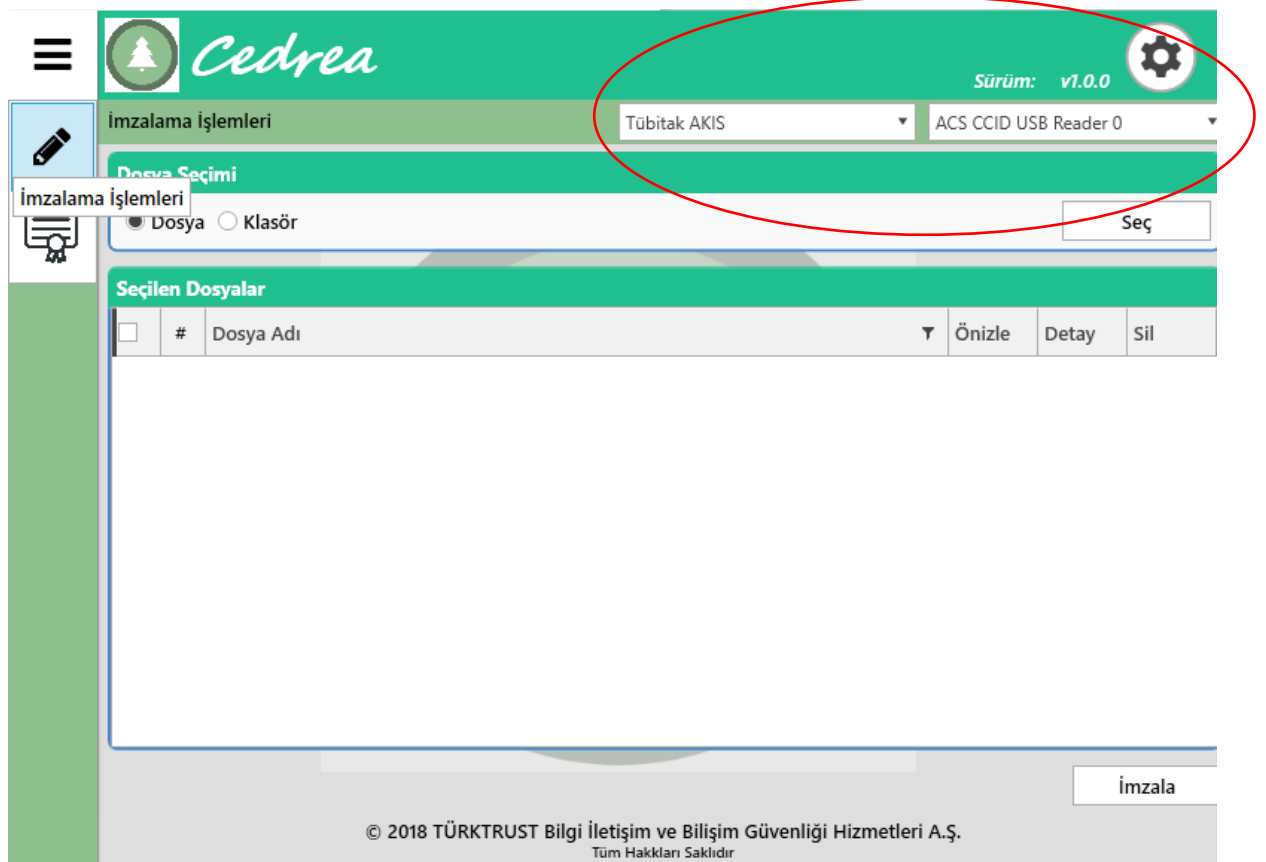 Cedrea
Sürüm: v1.0.0
İmzalama İşlemleri
Tübitak AKIS
ACS CCID USB Reader 0
Dosya Seçimi
İmzalama İşlemleri
Dosya
Klasör
Seç
Seçilen Dosyalar
# Dosya Adı Önizle Detay Sil
İmzala
© 2018 TÜRKTRUST Bilgi İletişim ve Bilişim Güvenliği Hizmetleri A.Ş.
Tüm Hakkları Saklıdır